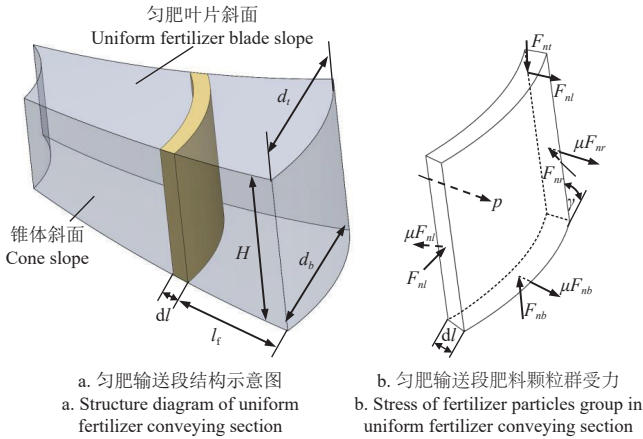 匀肥叶片斜面
Uniform fertilizer blade slope
d_t
锥体斜面
Cone slope
H
d_b
dl
l_f
F_nt
F_nl
μF_nr
F_nr
γ
p
μF_nl
F_nl
μF_nb
F_nb
dl
a. 匀肥输送段结构示意图
a. Structure diagram of uniform
fertilizer conveying section
b. 匀肥输送段肥料颗粒群受力
b. Stress of fertilizer particles group in
uniform fertilizer conveying section